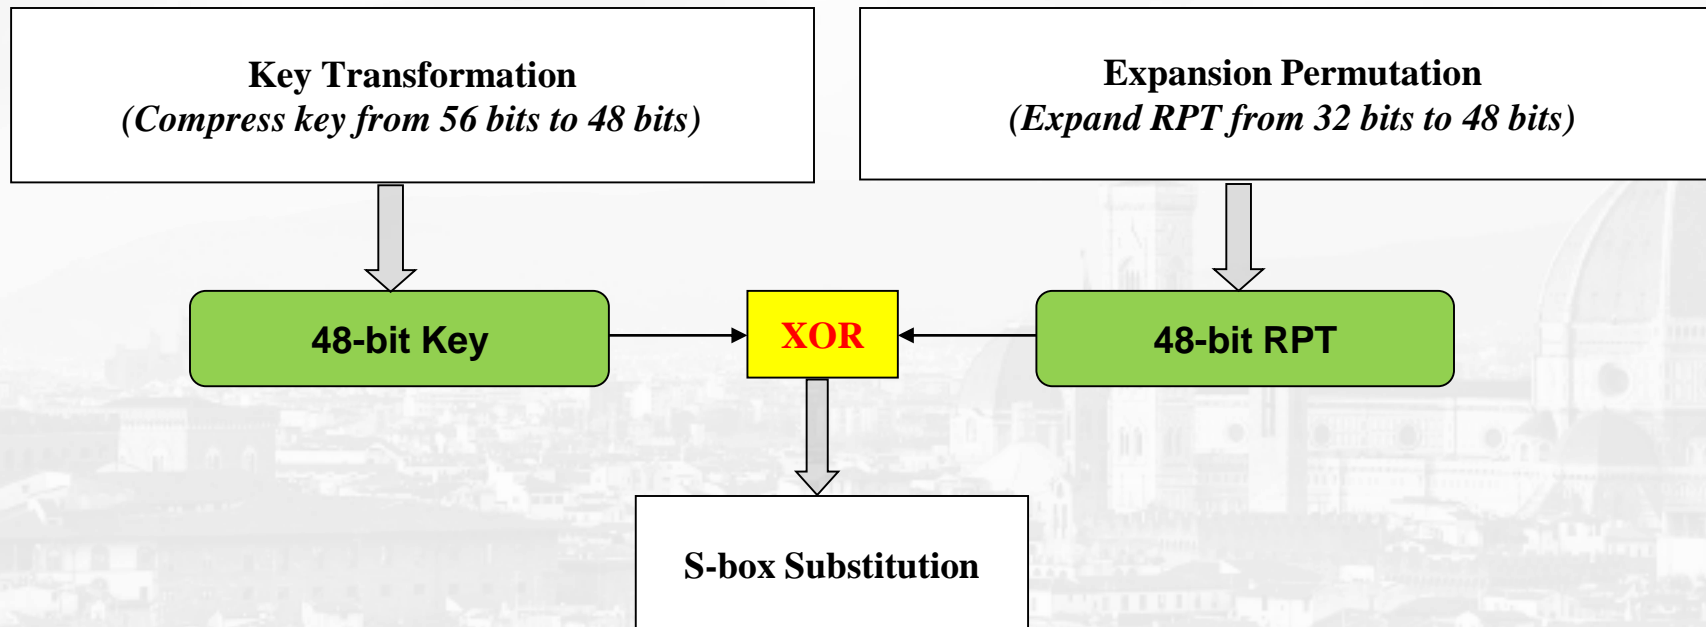 Key Transformation
(Compress key from 56 bits to 48 bits)
Expansion Permutation
(Expand RPT from 32 bits to 48 bits)
48-bit Key
XOR
48-bit RPT
S-box Substitution